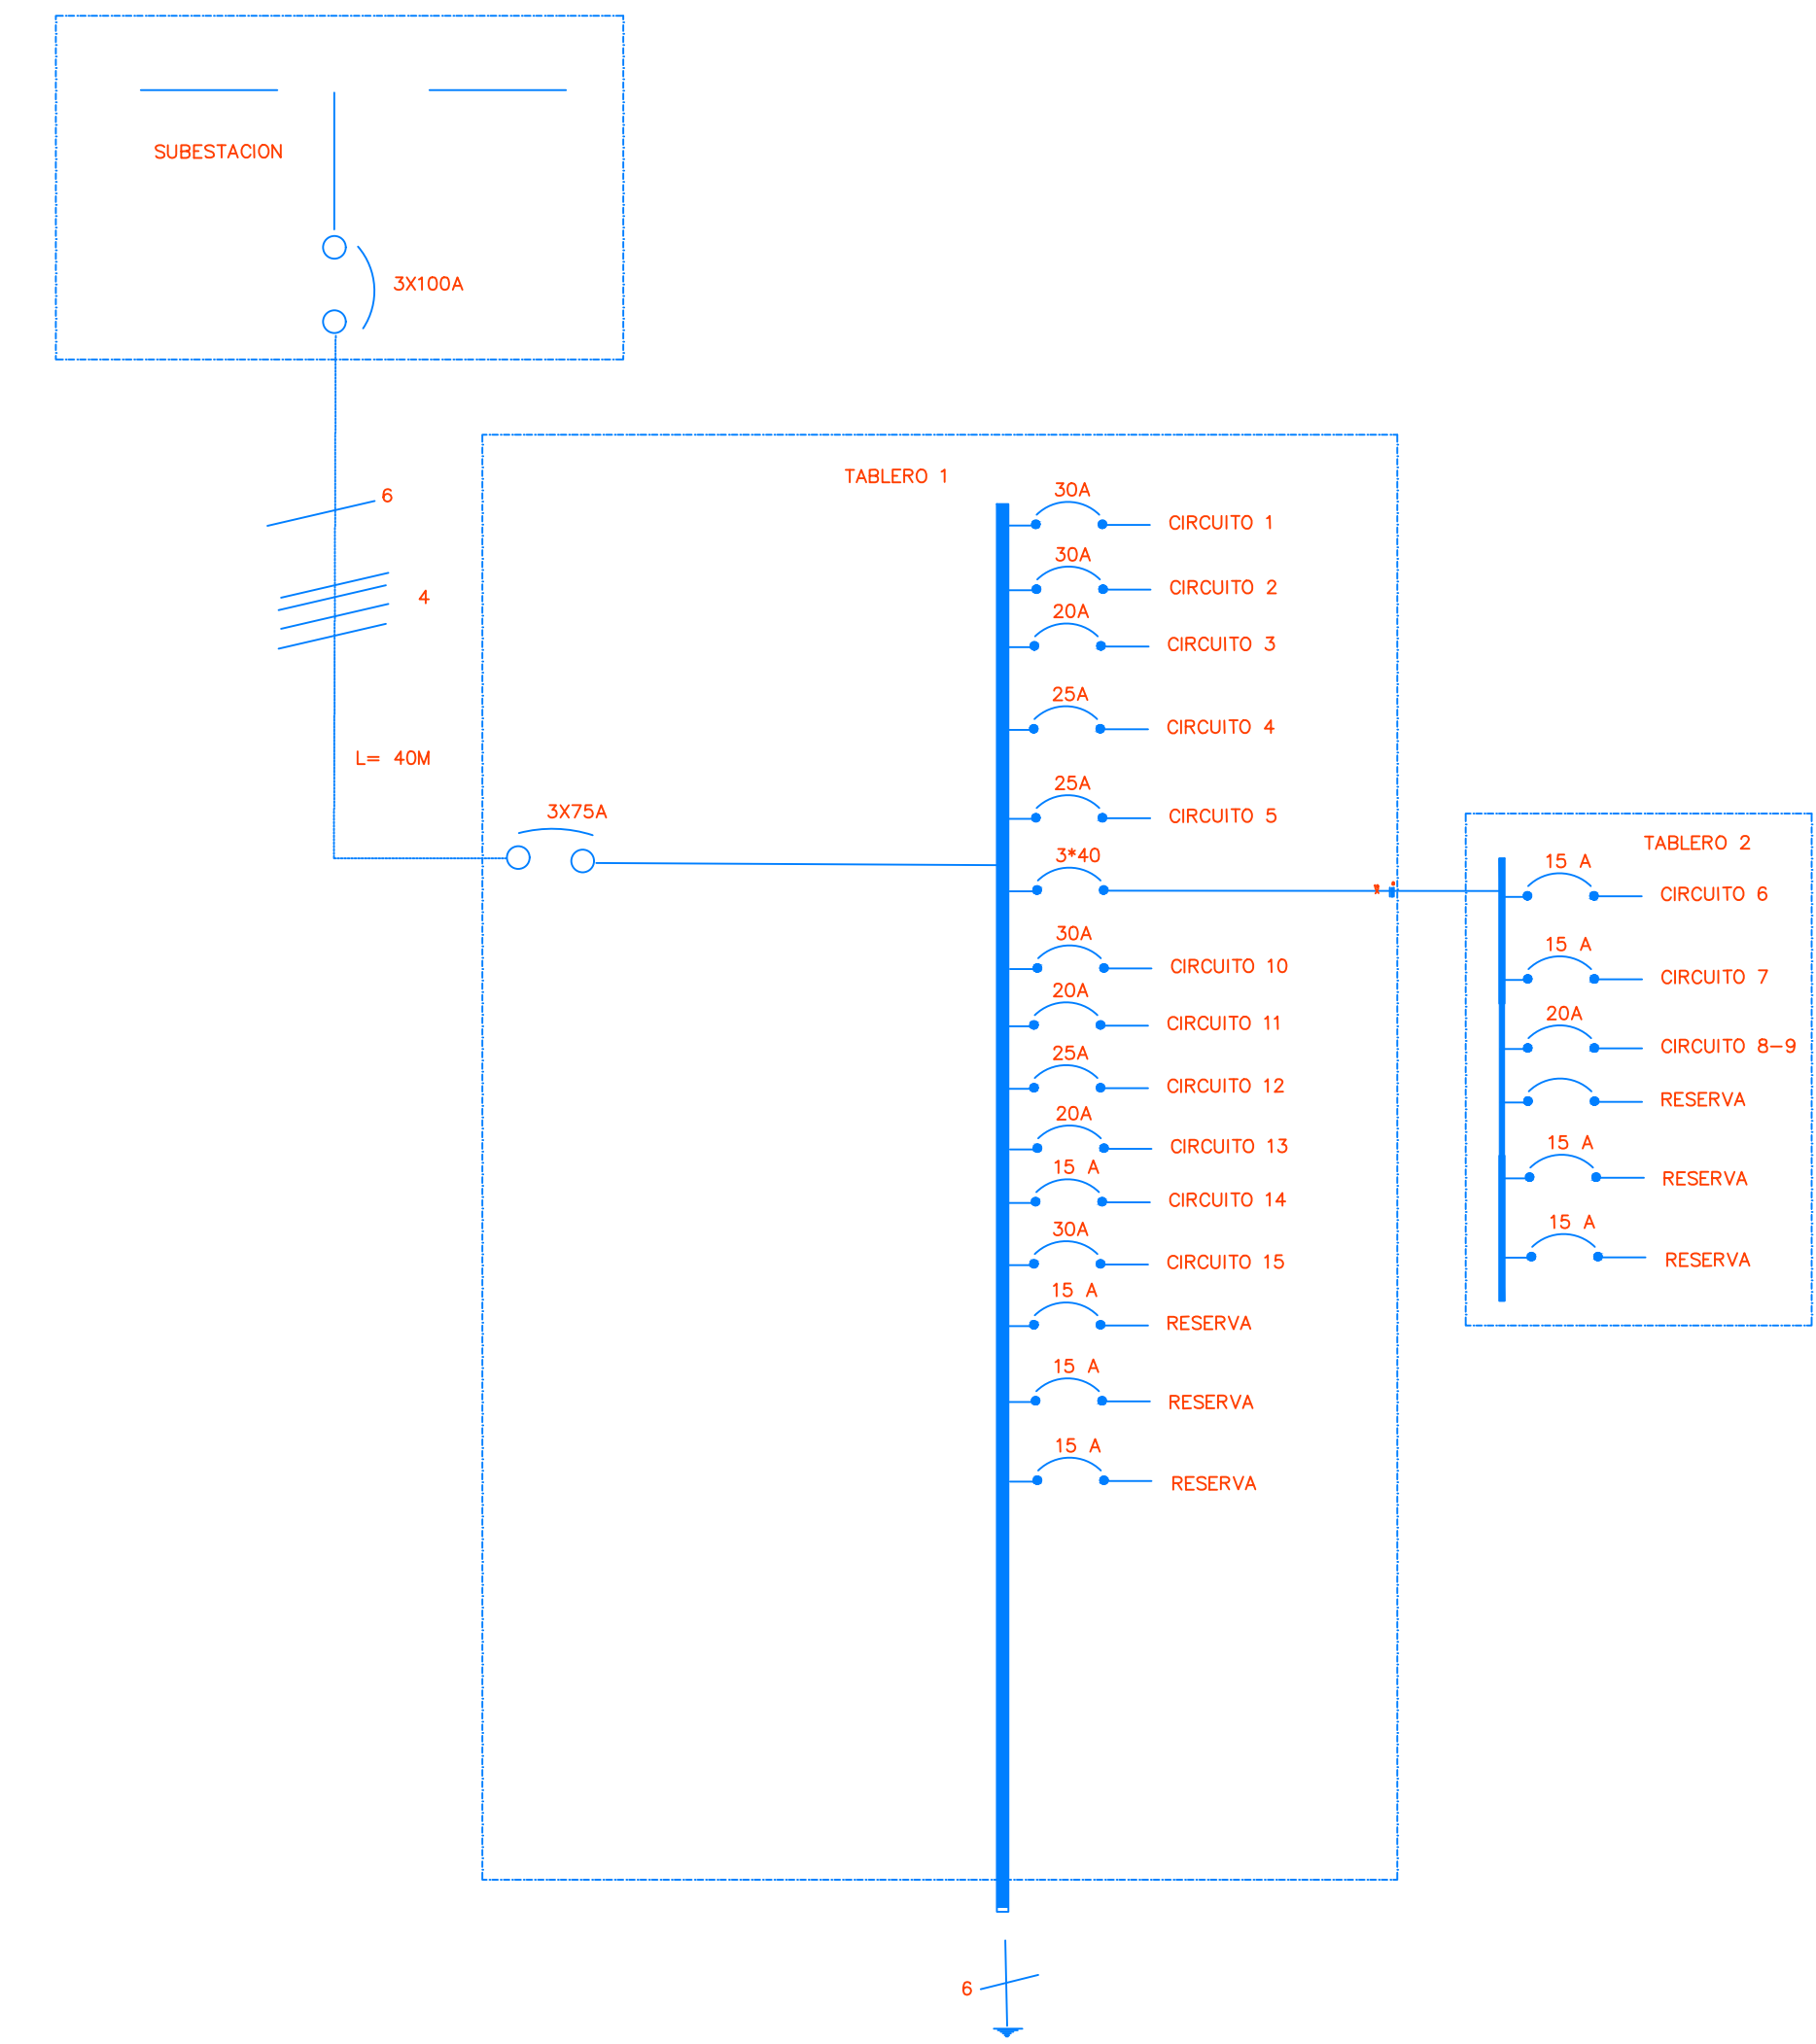 SUBESTACION
3X100A
6
4
L= 40M
3X75A
TABLERO 1
30A
CIRCUITO 1
30A
CIRCUITO 2
20A
CIRCUITO 3
25A
CIRCUITO 4
25A
CIRCUITO 5
3*40
30A
CIRCUITO 10
20A
CIRCUITO 11
25A
CIRCUITO 12
20A
CIRCUITO 13
15 A
CIRCUITO 14
30A
CIRCUITO 15
15 A
RESERVA
15 A
RESERVA
15 A
RESERVA
TABLERO 2
15 A
CIRCUITO 6
15 A
CIRCUITO 7
20A
CIRCUITO 8-9
RESERVA
15 A
RESERVA
15 A
RESERVA
6